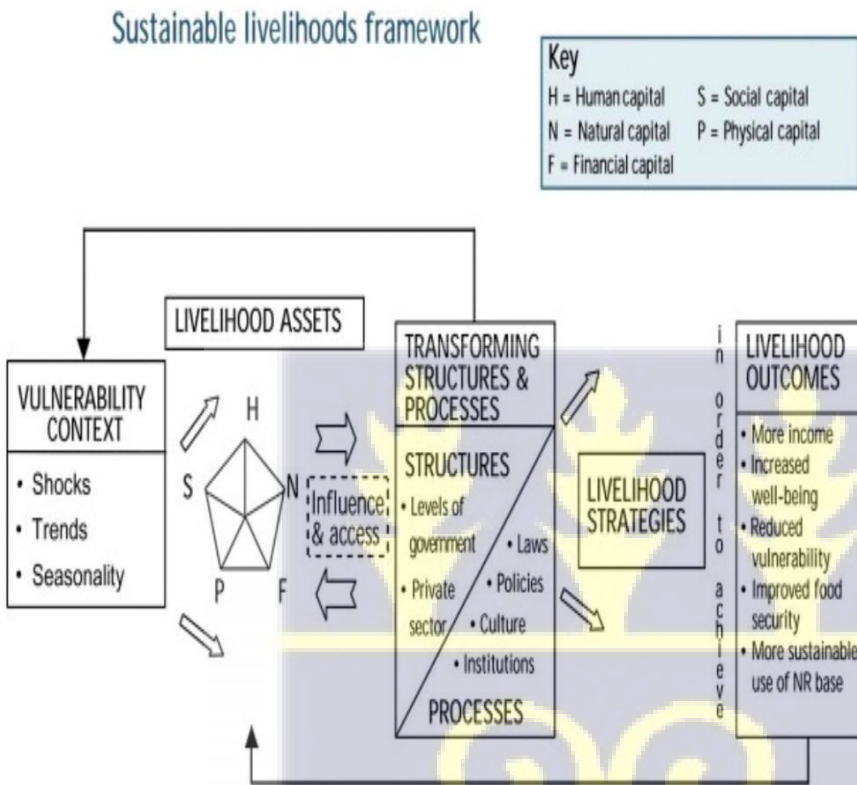 Sustainable livelihoods framework
Key
H = Human capital S = Social capital
N = Natural capital P = Physical capital
F = Financial capital
LIVELIHOOD ASSETS
VULNERABILITY
CONTEXT
• Shocks
• Trends
• Seasonality
H
S
N
P
F
Influence
& access
TRANSFORMING
STRUCTURES &
PROCESSES
STRUCTURES
• Levels of
government
• Private
sector
• Laws
• Policies
• Culture
• Institutions
PROCESSES
LIVELIHOOD
STRATEGIES
in order to achieve
LIVELIHOOD
OUTCOMES
• More income
• Increased
well-being
• Reduced
vulnerability
• Improved food
security
• More sustainable
use of NR base